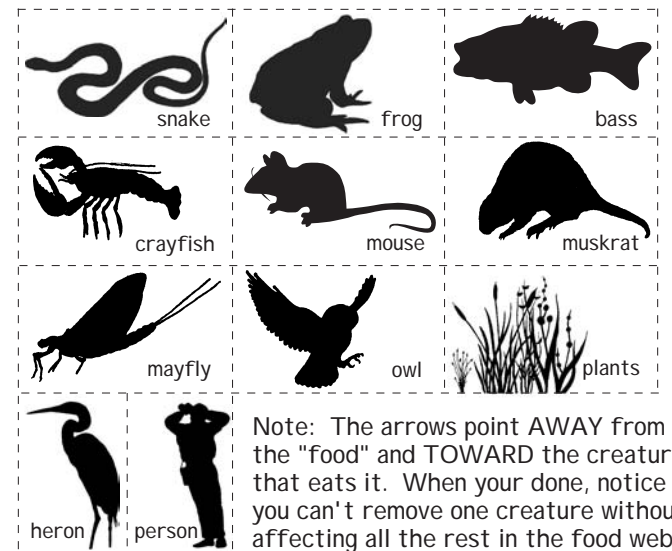 snake
frog
bass
crayfish
mouse
muskrat
mayfly
owl
plants
heron
person
Note: The arrows point AWAY from
the "food" and TOWARD the creatur
that eats it. When your done, notice
you can't remove one creature withou
affecting all the rest in the food web